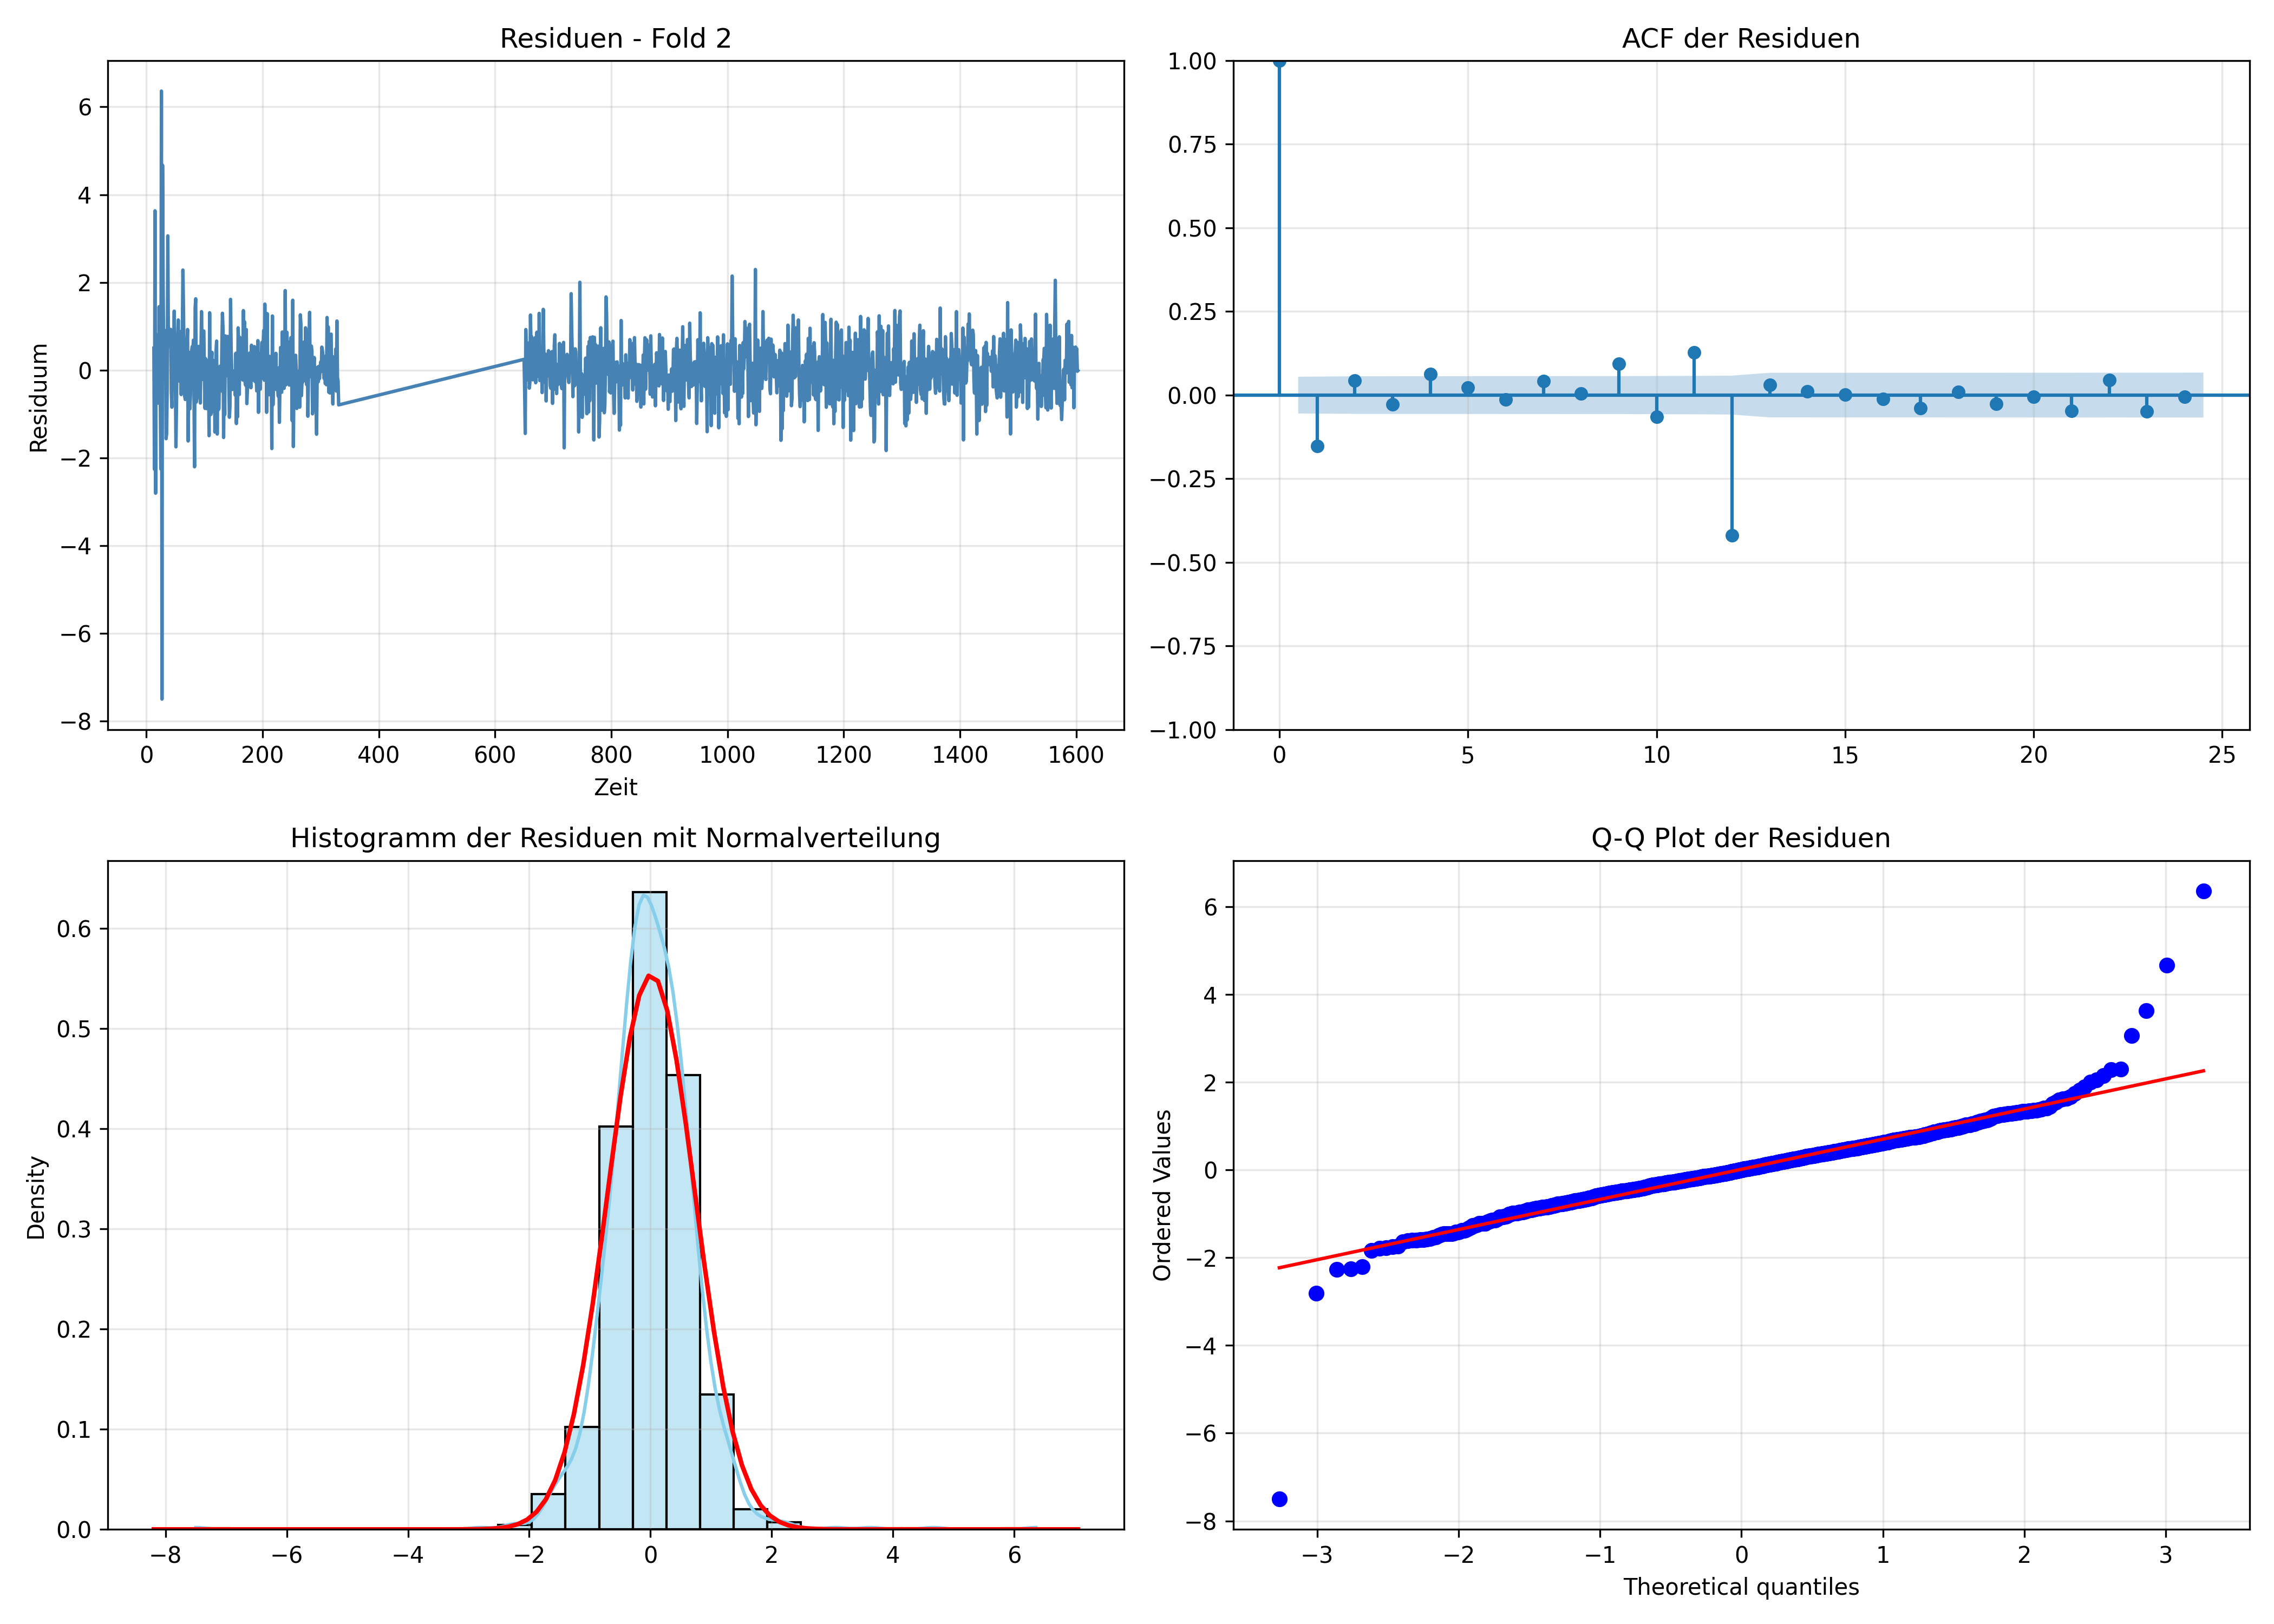 Residuen - Fold 2
6
4
2
0
−2
−4
−6
−8
Residuum
0 200 400 600 800 1000 1200 1400 1600
Zeit
ACF der Residuen
1.00
0.75
0.50
0.25
0.00
−0.25
−0.50
−0.75
−1.00
0 5 10 15 20 25
Histogramm der Residuen mit Normalverteilung
0.6
0.5
0.4
0.3
0.2
0.1
0.0
Density
−8 −6 −4 −2 0 2 4 6
Q-Q Plot der Residuen
6
4
2
0
−2
−4
−6
−8
Ordered Values
−3 −2 −1 0 1 2 3
Theoretical quantiles